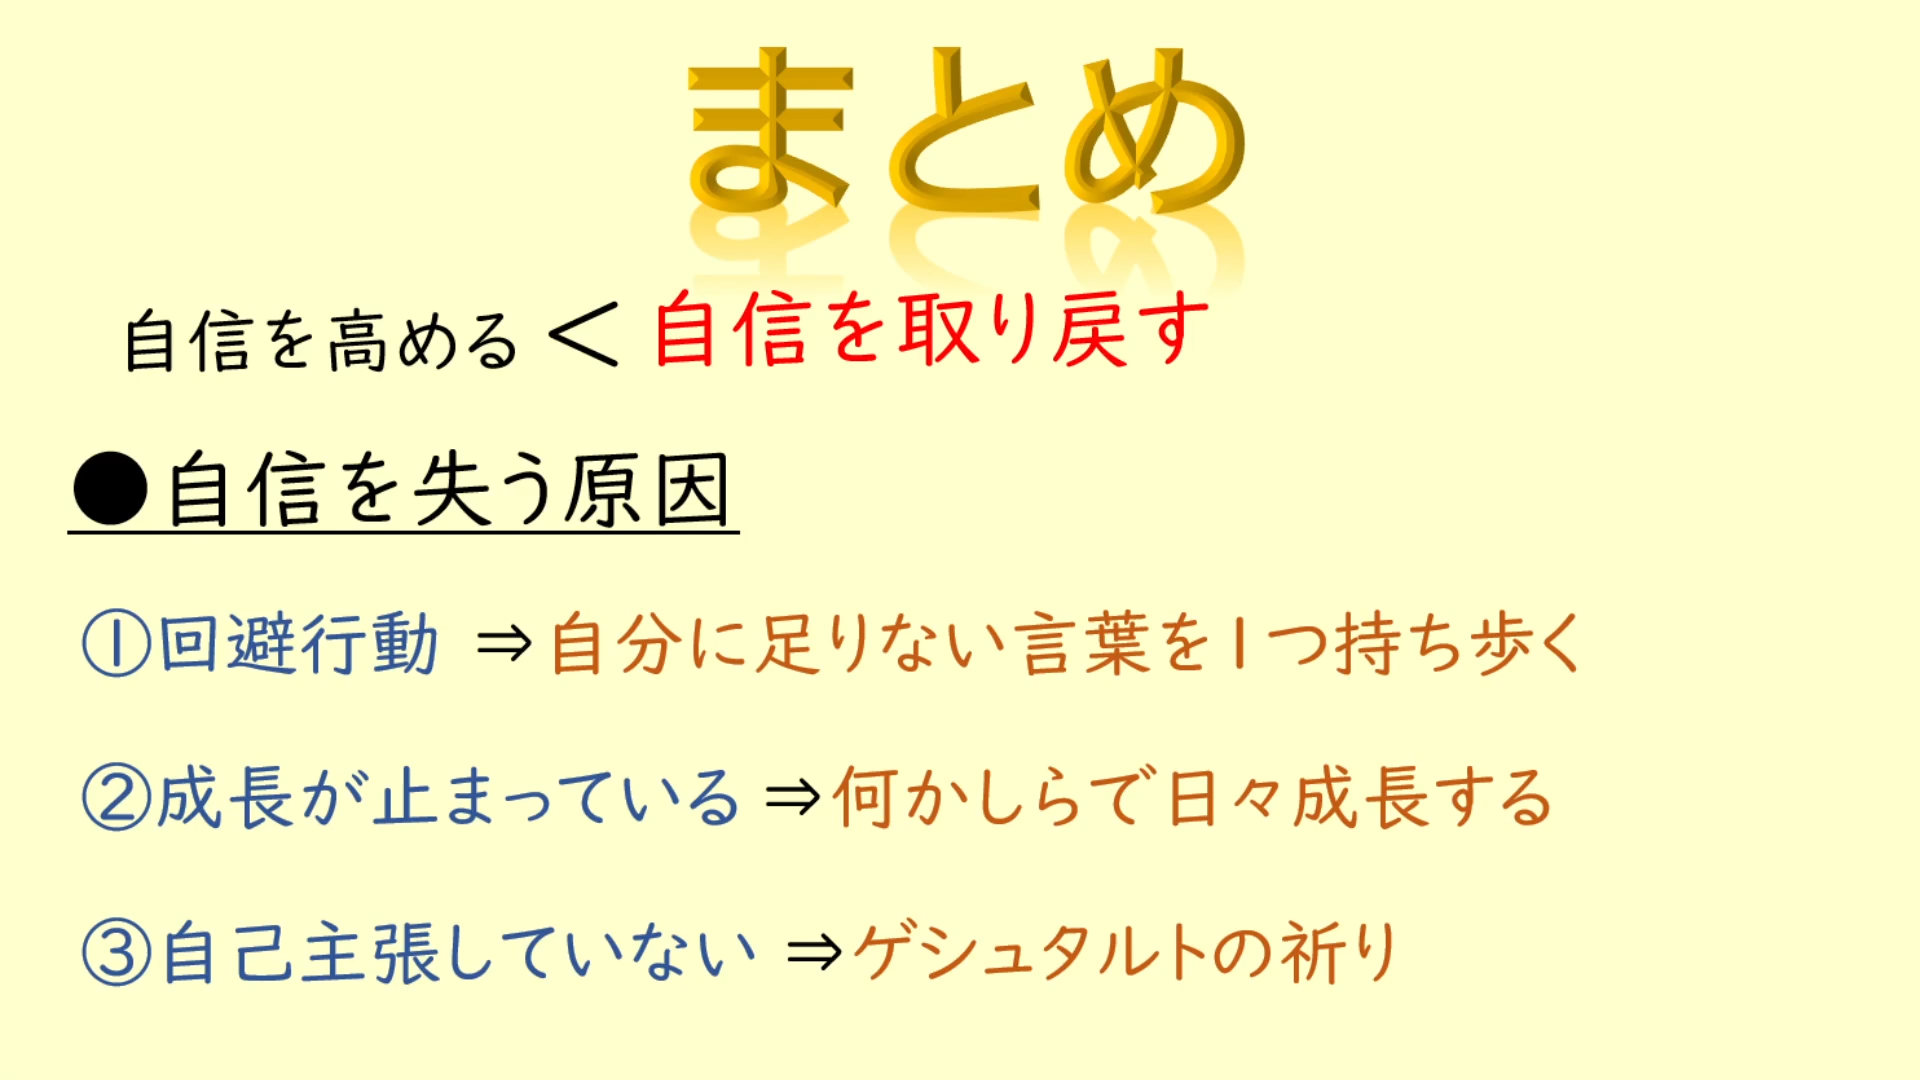 まとめ
自信を高める＜自信を取り戻す
●自信を失う原因
①回避行動 ⇒自分に足りない言葉を1つ持ち歩く
②成長が止まっている⇒何かしらで日々成長する
③自己主張していない ⇒ゲシュタルトの祈り